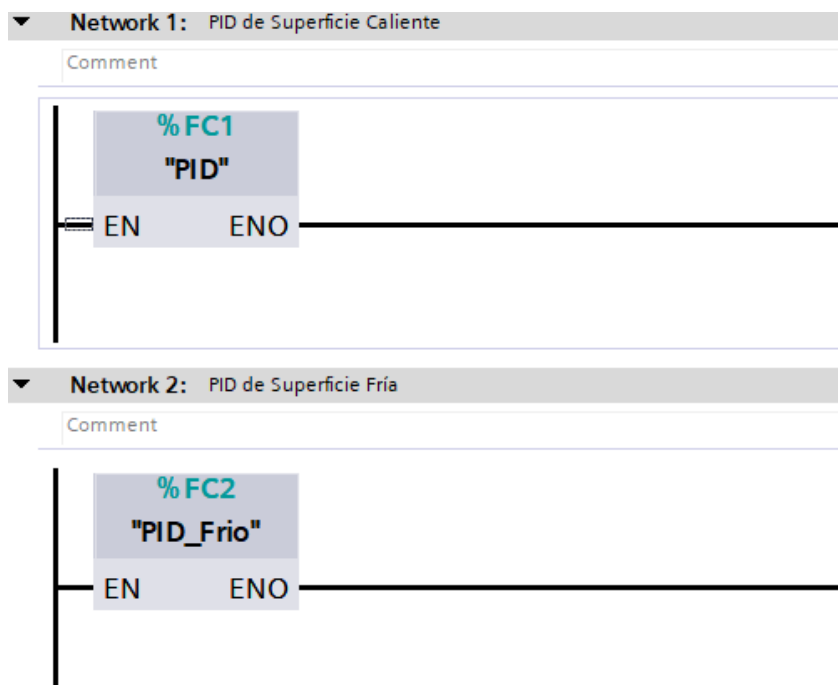 Network 1: PID de Superficie Caliente
Comment
%FC1
"PID"
EN ENO
Network 2: PID de Superficie Fría
Comment
%FC2
"PID_Frio"
EN ENO